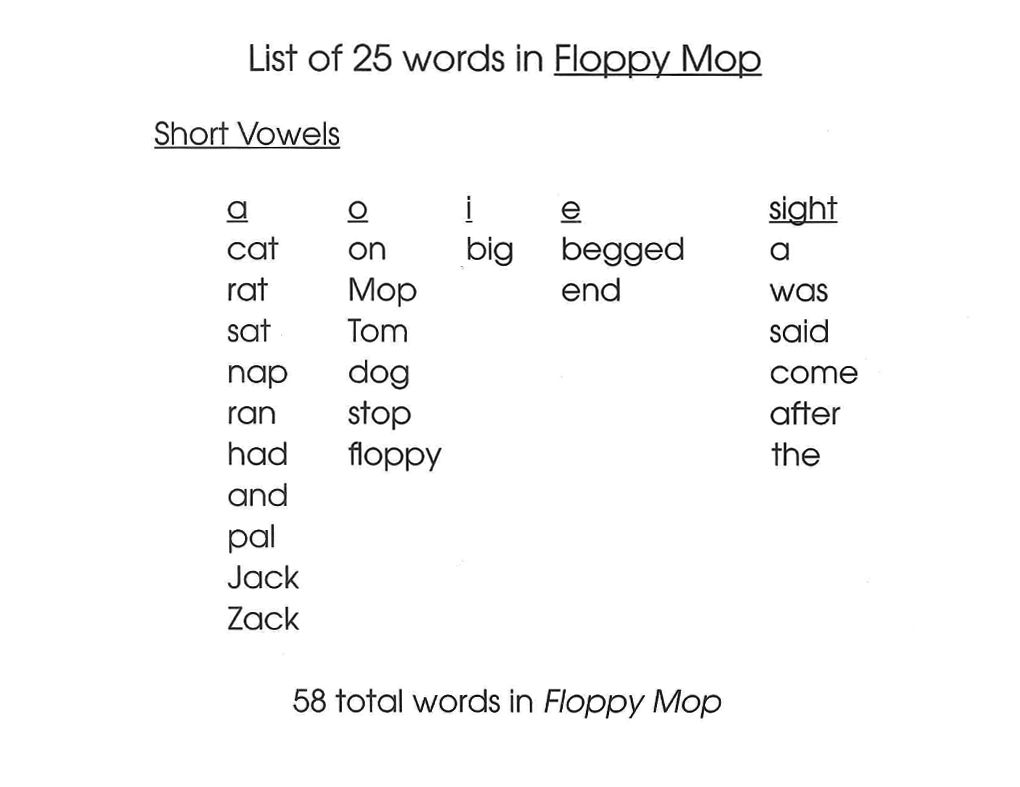 List of 25 words in Floppy Mop
Short Vowels
a o i e sight
cat on big begged a
rat Mop end was
sat Tom said
nap dog come
ran stop after
had floppy the
and
pal
Jack
Zack
58 total words in Floppy Mop